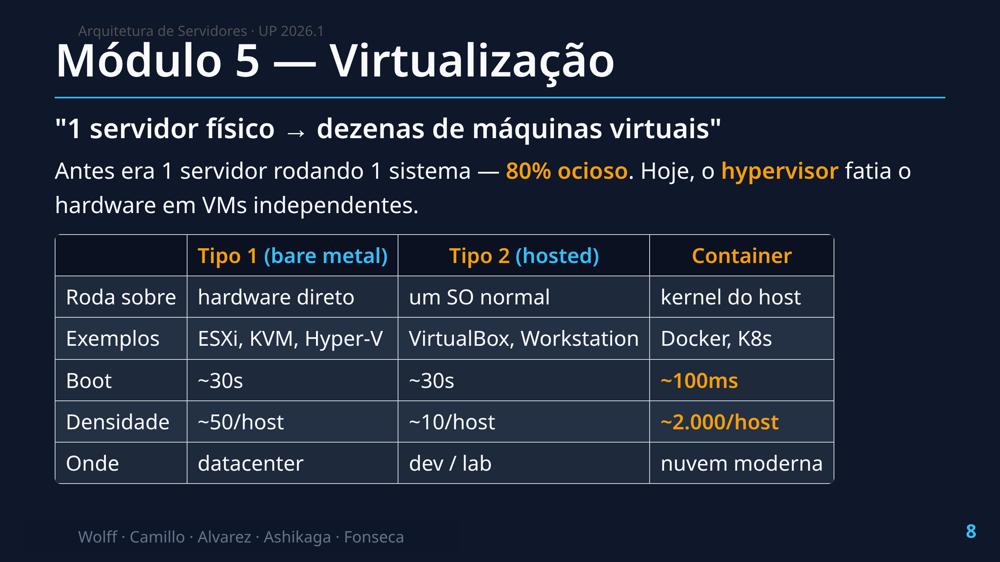 Arquitetura de Servidores · UP 2026.1
Módulo 5 — Virtualização
"1 servidor físico → dezenas de máquinas virtuais"
Antes era 1 servidor rodando 1 sistema — 80% ocioso. Hoje, o hypervisor fatia o
hardware em VMs independentes.
Tipo 1 (bare metal) Tipo 2 (hosted) Container
Roda sobre hardware direto um SO normal kernel do host
Exemplos ESXi, KVM, Hyper-V VirtualBox, Workstation Docker, K8s
Boot ~30s ~30s ~100ms
Densidade ~50/host ~10/host ~2.000/host
Onde datacenter dev / lab nuvem moderna
Wolff · Camillo · Alvarez · Ashikaga · Fonseca
8